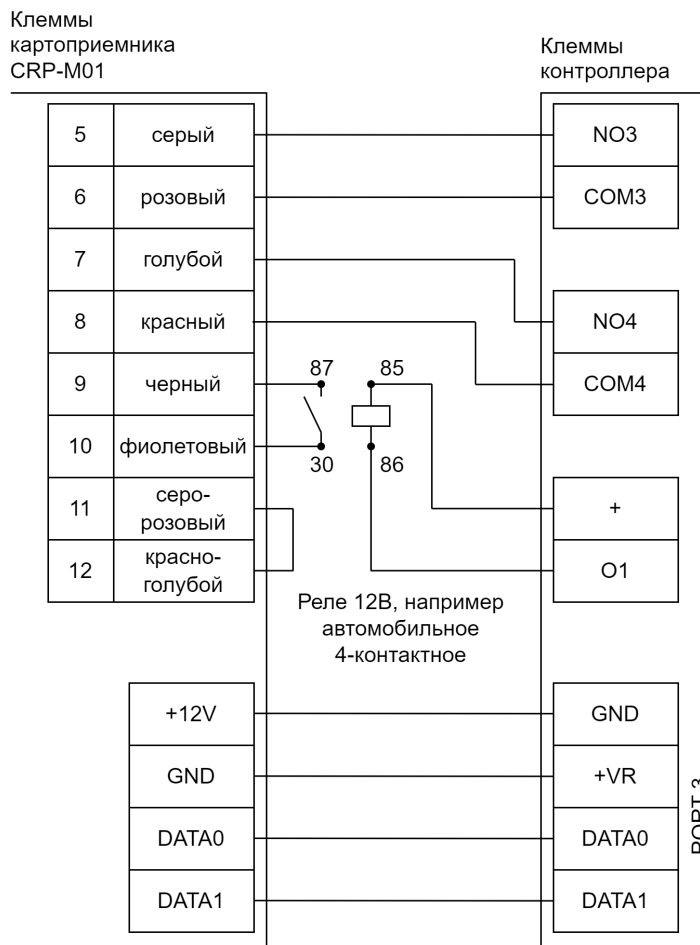 Клеммы
картоприемника
CRP-M01
Клеммы
контроллера
5 серый
NO3
6 розовый
COM3
7 голубой
8 красный
NO4
9 черный
87 85
COM4
10 фиолетовый
30 86
11 серо-
розовый
+
12 красно-
голубой
O1
Реле 12В, например
автомобильное
4-контактное
+12V
GND
GND
+VR
DATA0
DATA0
DATA1
DATA1
PORT 3